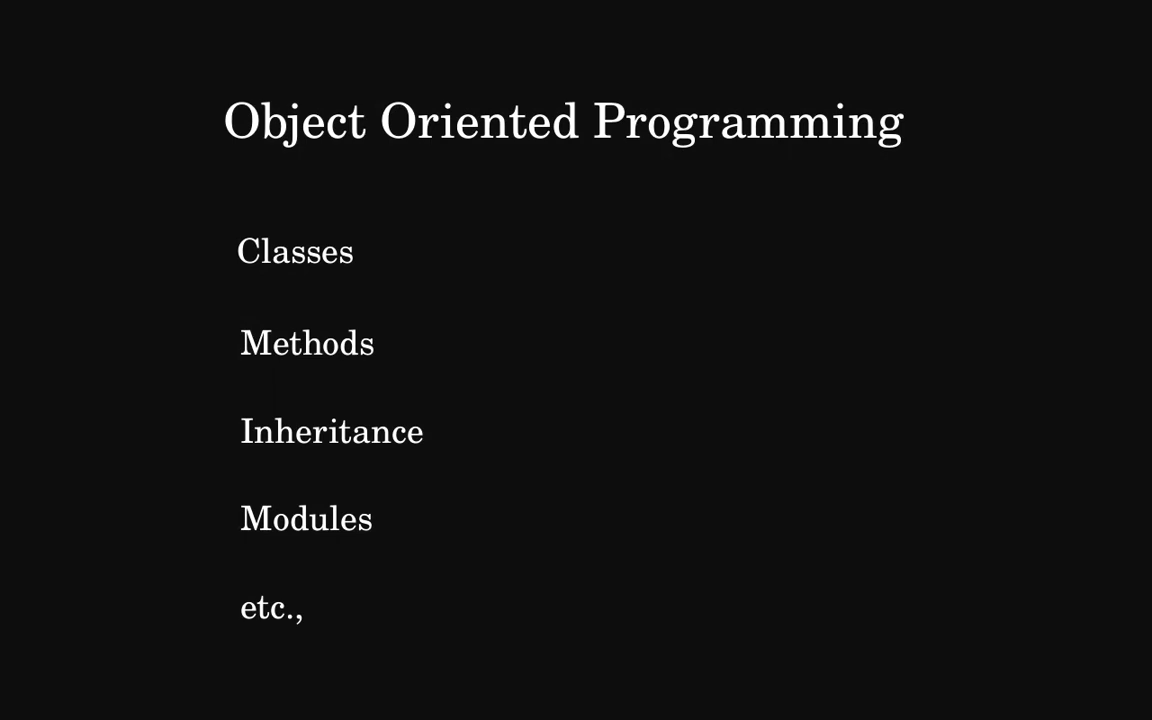 Object Oriented Programming
Classes
Methods
Inheritance
Modules
etc.,